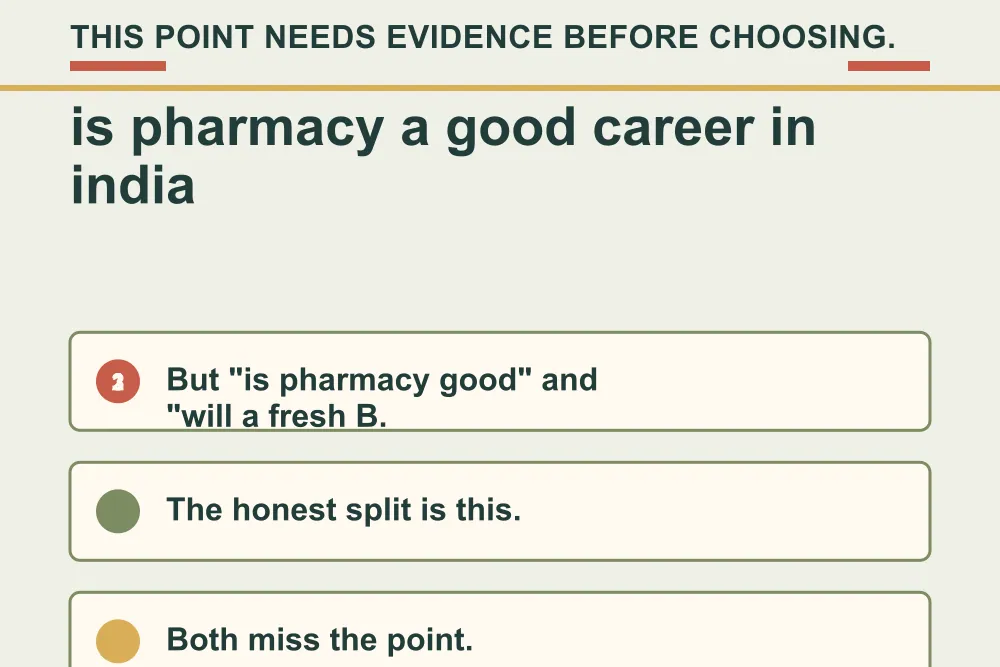 THIS POINT NEEDS EVIDENCE BEFORE CHOOSING.
is pharmacy a good career in
india
But "is pharmacy good" and
"will a fresh B.
The honest split is this.
Both miss the point.